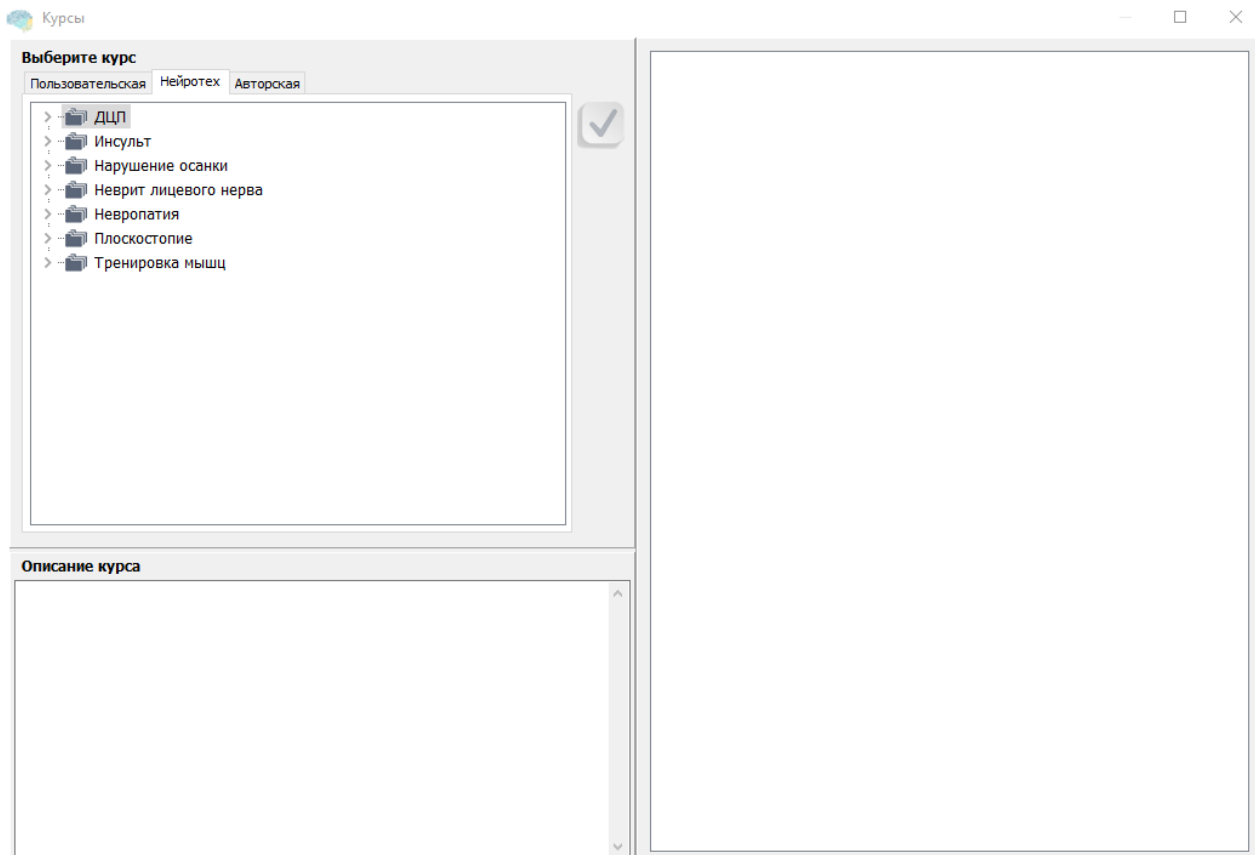 Курсы
Выберите курс
Пользовательская Нейротех Авторская
ДЦП
Инсульт
Нарушение осанки
Неврит лицевого нерва
Невропатия
Плоскостопие
Тренировка мышц
Описание курса